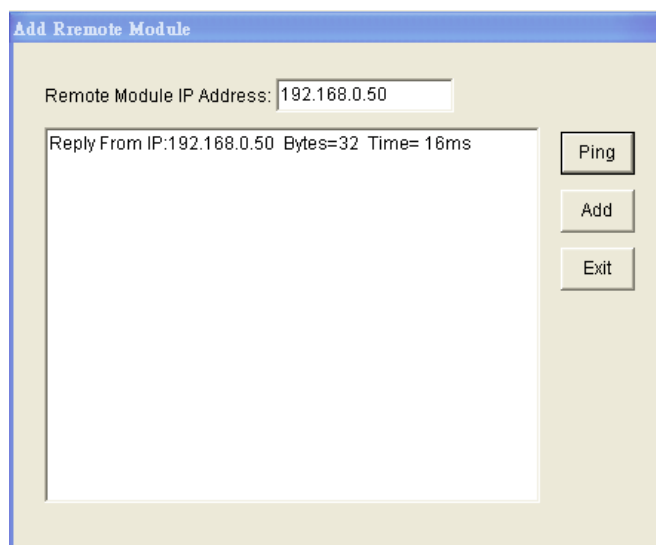 Add Rremote Module
Remote Module IP Address: 192.168.0.50
Reply From IP:192.168.0.50 Bytes=32 Time= 16ms
Ping
Add
Exit